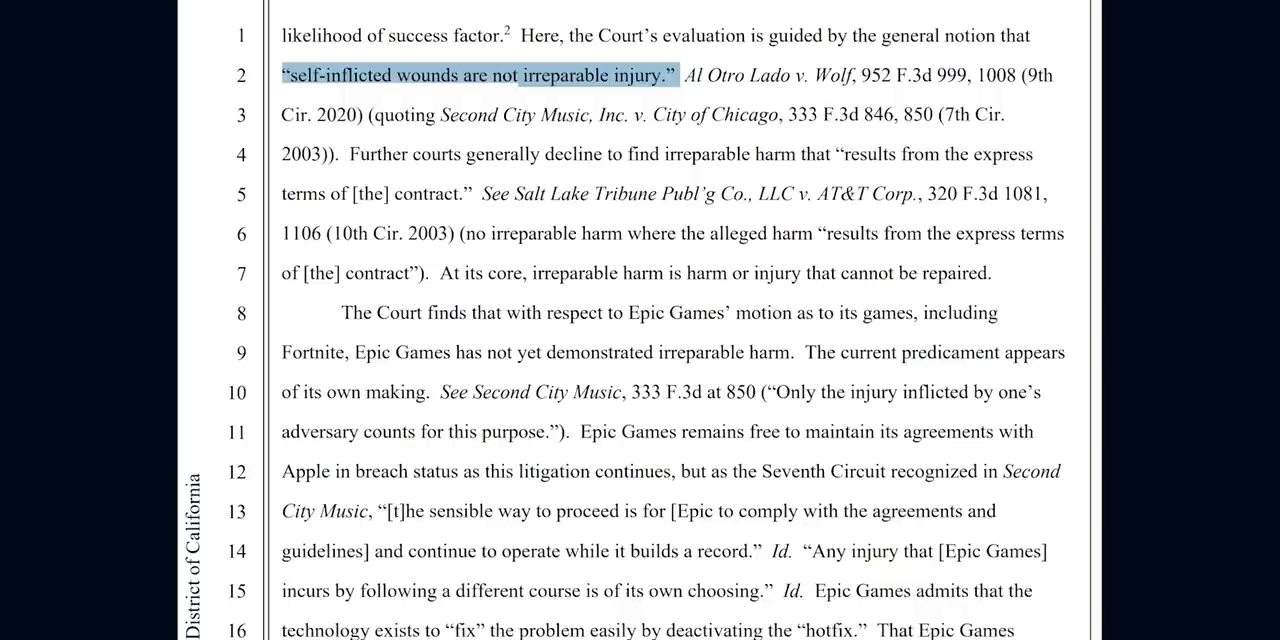 1 likelihood of success factor.2 Here, the Court’s evaluation is guided by the general notion that
2 “self-inflicted wounds are not irreparable injury.” Al Otro Lado v. Wolf, 952 F.3d 999, 1008 (9th
3 Cir. 2020) (quoting Second City Music, Inc. v. City of Chicago, 333 F.3d 846, 850 (7th Cir.
4 2003)). Further courts generally decline to find irreparable harm that “results from the express
5 terms of [the] contract.” See Salt Lake Tribune Publ’g Co., LLC v. AT&T Corp., 320 F.3d 1081,
6 1106 (10th Cir. 2003) (no irreparable harm where the alleged harm “results from the express terms
7 of [the] contract”). At its core, irreparable harm is harm or injury that cannot be repaired.
8 The Court finds that with respect to Epic Games’ motion as to its games, including
9 Fortnite, Epic Games has not yet demonstrated irreparable harm. The current predicament appears
10 of its own making. See Second City Music, 333 F.3d at 850 (“Only the injury inflicted by one’s
11 adversary counts for this purpose.”). Epic Games remains free to maintain its agreements with
12 Apple in breach status as this litigation continues, but as the Seventh Circuit recognized in Second
13 City Music, “[t]he sensible way to proceed is for [Epic to comply with the agreements and
14 guidelines] and continue to operate while it builds a record.” Id. “Any injury that [Epic Games]
15 incurs by following a different course is of its own choosing.” Id. Epic Games admits that the
16 technology exists to “fix” the problem easily by deactivating the “hotfix.” That Epic Games
District of California